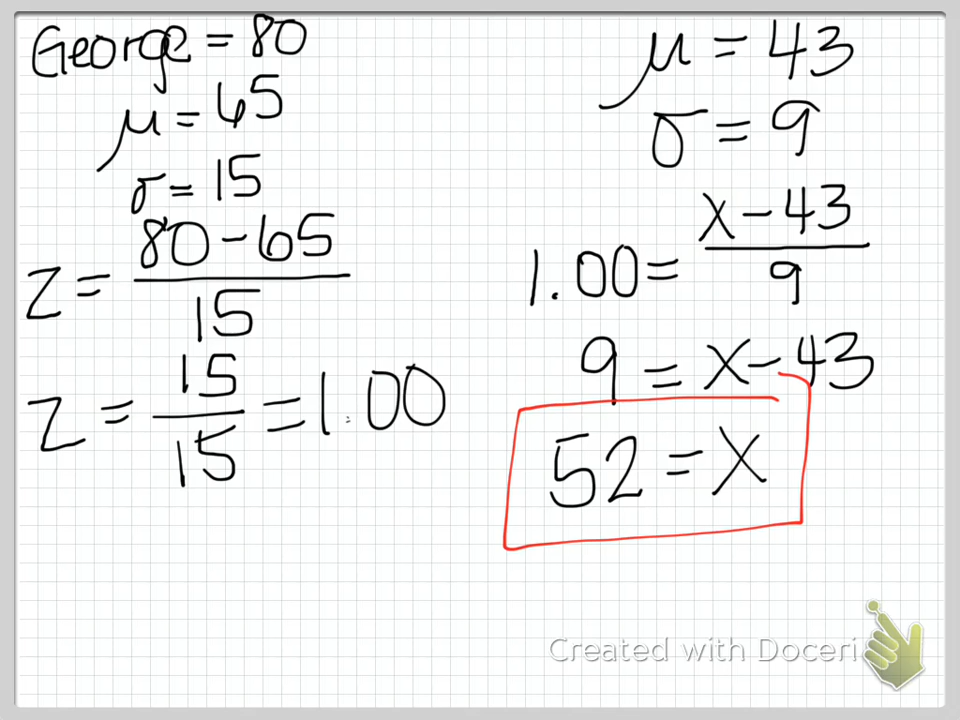 George = 80
μ = 65
σ = 15
z = 80 - 65 / 15
z = 15 / 15 = 1.00
μ = 43
σ = 9
1.00 = x - 43 / 9
9 = x - 43
52 = x
Created with Doceri